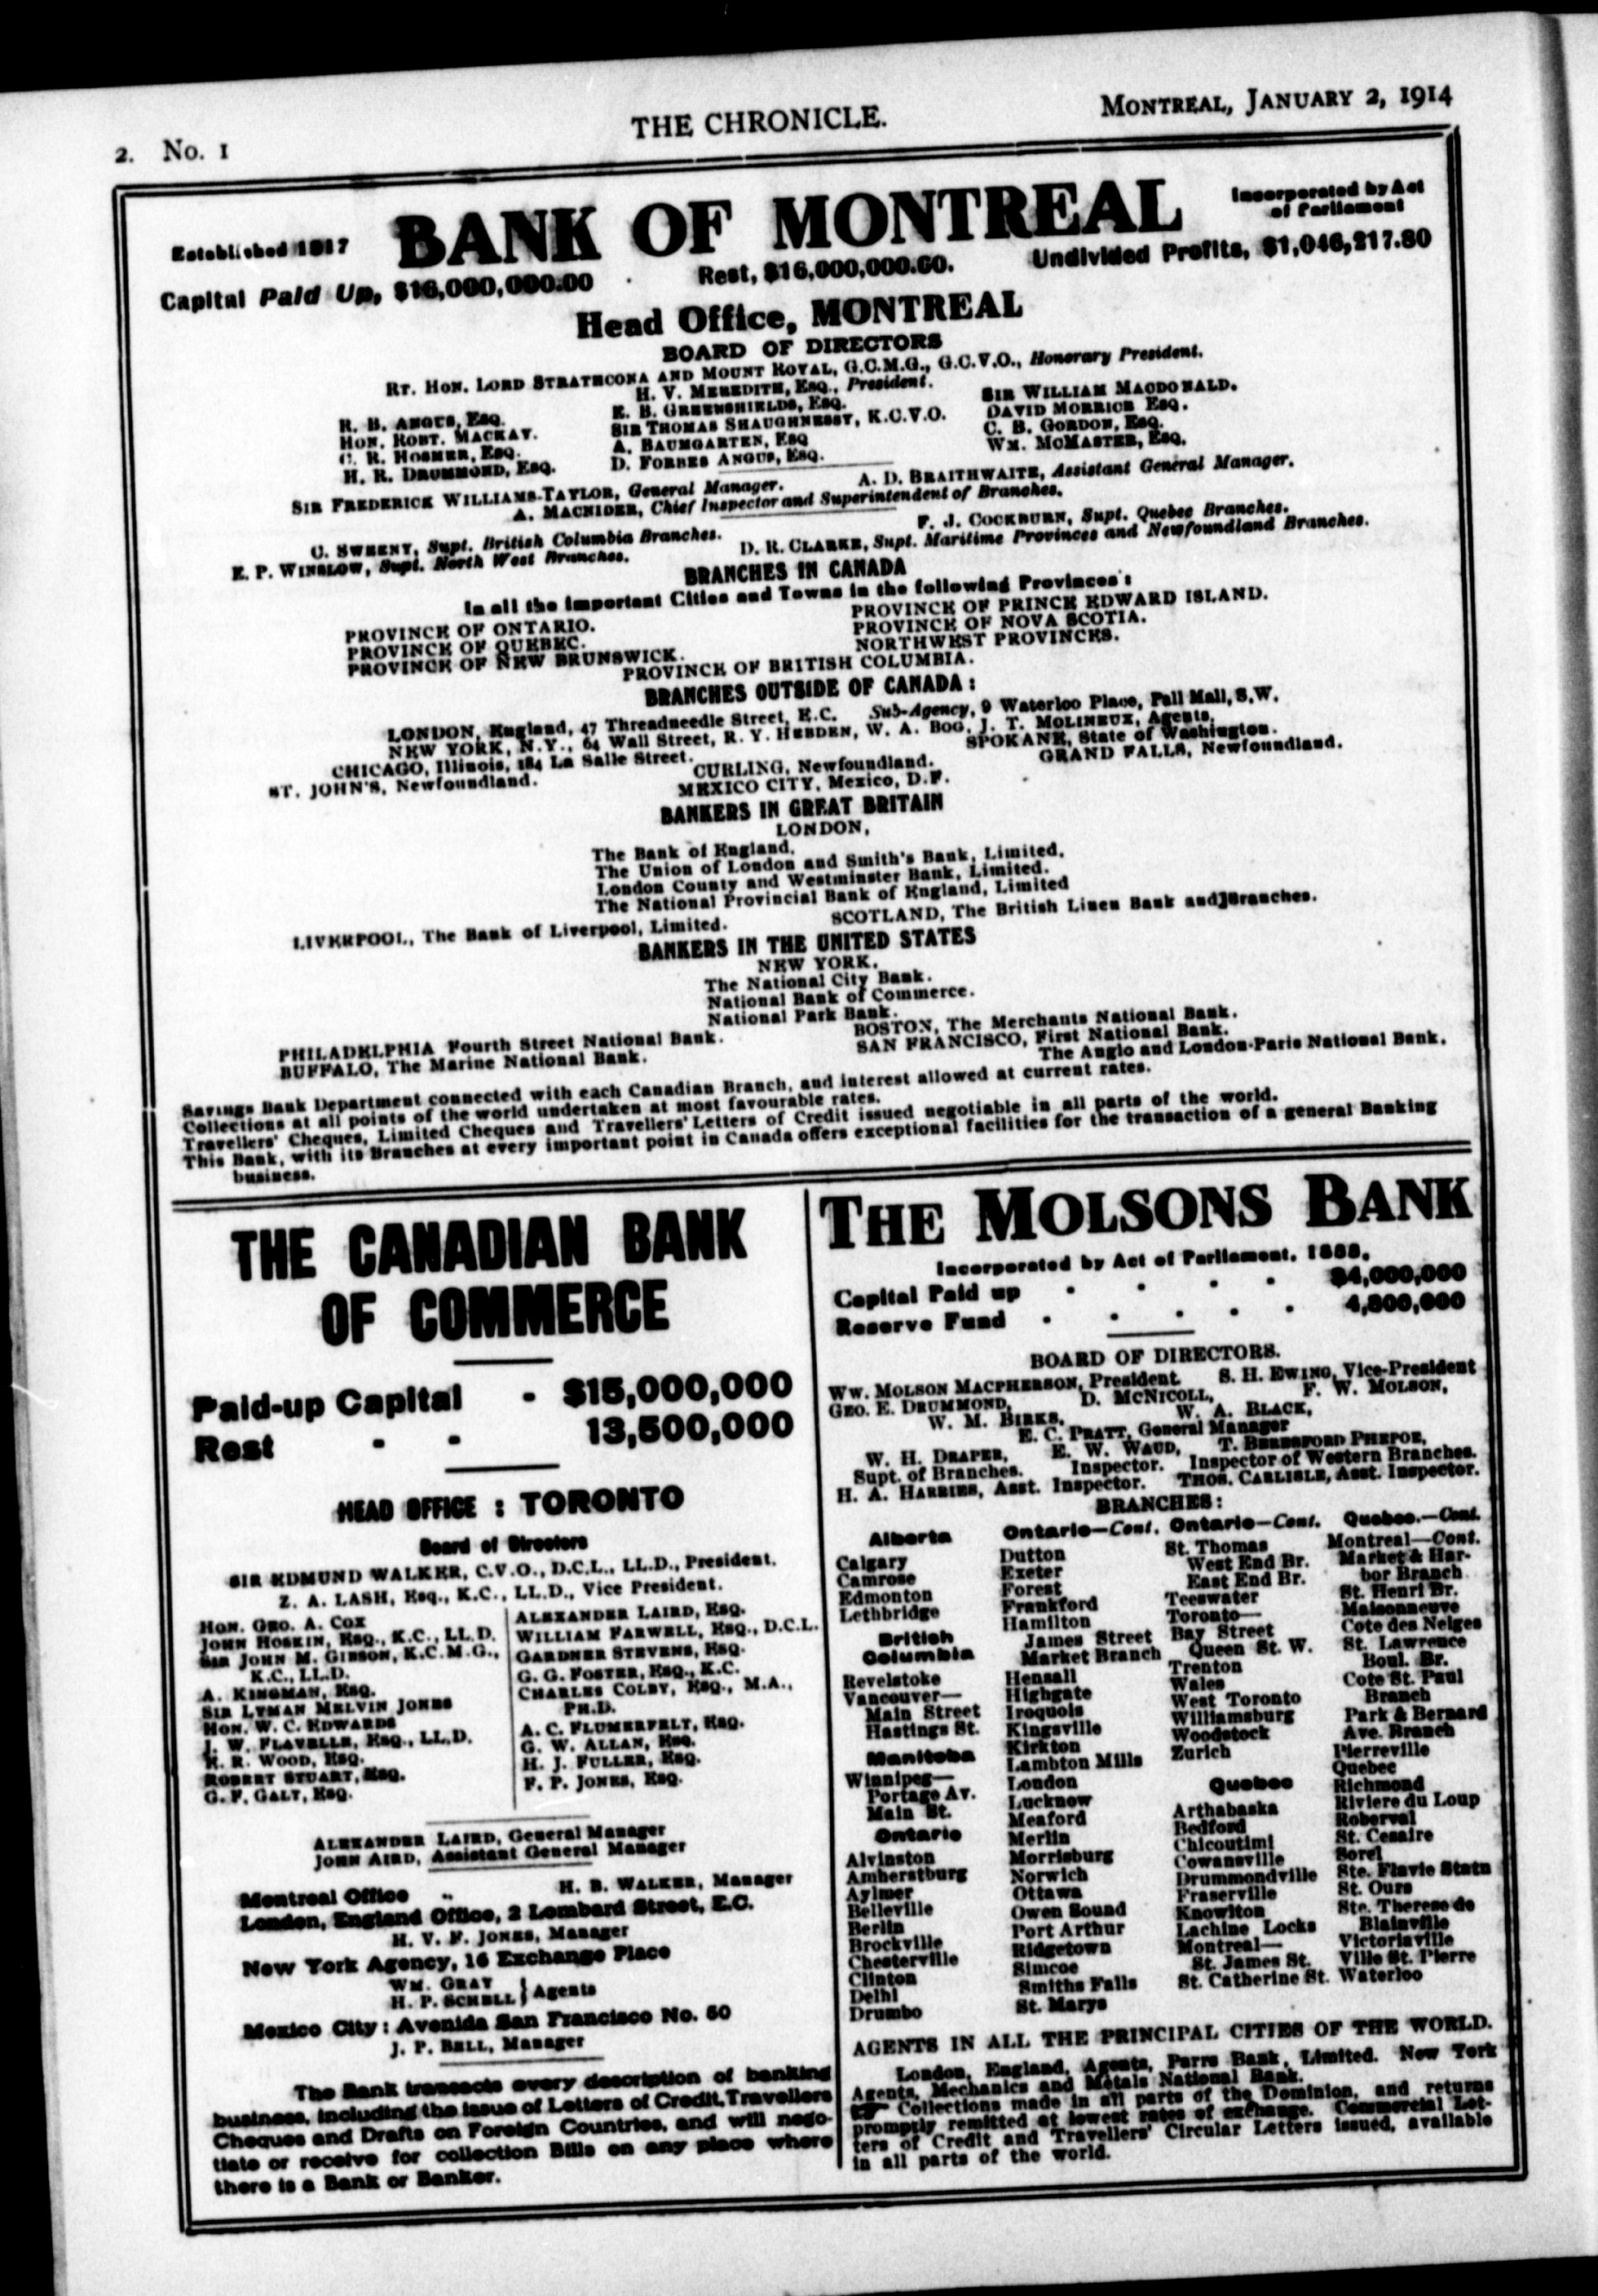 2. No. 1
THE CHRONICLE.
MONTREAL, JANUARY 2, 1914
Established 1817
BANK OF MONTREAL
Incorporated by Act
of Parliament
Capital Paid Up, $16,000,000.00
Rest, $16,000,000.00.
Undivided Profits, $1,046,217.80
Head Office, MONTREAL
BOARD OF DIRECTORS
RT. HON. LORD STRATHCONA AND MOUNT ROYAL, G.C.M.G., G.C.V.O., Honorary President.
H. V. MEREDITH, ESQ., President.
R. B. ANGUS, ESQ.
HON. ROBT. MACKAY.
C. R. HOSMER, ESQ.
H. R. DRUMMOND, ESQ.
E. B. GREENSHIELDS, ESQ.
SIR THOMAS SHAUGHNESSY, K.C.V.O.
A. BAUMGARTEN, ESQ
D. FORBES ANGUS, ESQ.
SIR WILLIAM MACDONALD.
DAVID MORRICE ESQ.
C. B. GORDON, ESQ.
WM. MCMASTER, ESQ.
SIR FREDERICK WILLIAMS-TAYLOR, General Manager.
A. D. BRAITHWAITE, Assistant General Manager.
A. MACNIDER, Chief Inspector and Superintendent of Branches.
C. SWEENY, Supt. British Columbia Branches.
F. J. COCKBURN, Supt. Quebec Branches.
E. P. WINSLOW, Supt. North West Branches.
D. R. CLARKE, Supt. Maritime Provinces and Newfoundland Branches.
BRANCHES IN CANADA
In all the important Cities and Towns in the following Provinces:
PROVINCE OF ONTARIO.
PROVINCE OF QUEBEC.
PROVINCE OF NEW BRUNSWICK.
PROVINCE OF PRINCE EDWARD ISLAND.
PROVINCE OF NOVA SCOTIA.
NORTHWEST PROVINCES.
PROVINCE OF BRITISH COLUMBIA.
BRANCHES OUTSIDE OF CANADA:
LONDON, England, 47 Threadneedle Street, E.C. Sub-Agency, 9 Waterloo Place, Pall Mall, S.W.
NEW YORK, N.Y., 64 Wall Street, R. Y. HEBDEN, W. A. BOG, J. T. MOLINEUX, Agents.
CHICAGO, Illinois, 184 La Salle Street.
SPOKANE, State of Washington.
ST. JOHN'S, Newfoundland.
CURLING, Newfoundland.
GRAND FALLS, Newfoundland.
MEXICO CITY, Mexico, D.F.
BANKERS IN GREAT BRITAIN
LONDON,
The Bank of England.
The Union of London and Smith's Bank, Limited.
London County and Westminster Bank, Limited.
The National Provincial Bank of England, Limited
LIVERPOOL, The Bank of Liverpool, Limited.
SCOTLAND, The British Linen Bank and Branches.
BANKERS IN THE UNITED STATES
NEW YORK.
The National City Bank.
National Bank of Commerce.
National Park Bank.
PHILADELPHIA Fourth Street National Bank.
BUFFALO, The Marine National Bank.
BOSTON, The Merchants National Bank.
SAN FRANCISCO, First National Bank.
The Anglo and London-Paris National Bank.
Savings Bank Department connected with each Canadian Branch, and interest allowed at current rates.
Collections at all points of the world undertaken at most favourable rates.
Travellers' Cheques, Limited Cheques and Travellers' Letters of Credit issued negotiable in all parts of the world.
This Bank, with its Branches at every important point in Canada offers exceptional facilities for the transaction of a general Banking
business.
THE CANADIAN BANK
OF COMMERCE
Paid-up Capital - $15,000,000
Rest - - 13,500,000
HEAD OFFICE : TORONTO
Board of Directors
SIR EDMUND WALKER, C.V.O., D.C.L., LL.D., President.
Z. A. LASH, Esq., K.C., LL.D., Vice President.
HON. GEO. A. COX
JOHN HOSKIN, ESQ., K.C., LL.D.
SIR JOHN M. GIBSON, K.C.M.G.,
K.C., LL.D.
A. KINGMAN, ESQ.
SIR LYMAN MELVIN JONES
HON. W. C. EDWARDS
J. W. FLAVELLE, ESQ., LL.D.
E. R. WOOD, ESQ.
ROBERT STUART, ESQ.
G. F. GALT, ESQ.
ALEXANDER LAIRD, ESQ.
WILLIAM FARWELL, ESQ., D.C.L.
GARDNER STEVENS, ESQ.
G. G. FOSTER, ESQ., K.C.
CHARLES COLBY, ESQ., M.A.,
PH.D.
A. C. FLUMERFELT, ESQ.
G. W. ALLAN, ESQ.
H. J. FULLER, ESQ.
F. P. JONES, ESQ.
ALEXANDER LAIRD, General Manager
JOHN AIRD, Assistant General Manager
Montreal Office .. H. B. WALKER, Manager
London, England Office, 2 Lombard Street, E.C.
H. V. F. JONES, Manager
New York Agency, 16 Exchange Place
WM. GRAY
H. P. SCHELL } Agents
Mexico City : Avenida San Francisco No. 50
J. P. BELL, Manager
The Bank transacts every description of banking
business, including the issue of Letters of Credit, Travellers
Cheques and Drafts on Foreign Countries, and will nego-
tiate or receive for collection Bills on any place where
there is a Bank or Banker.
THE MOLSONS BANK
Incorporated by Act of Parliament,
Capital Paid up $4,000,000
Reserve Fund 4,800,000
BOARD OF DIRECTORS.
WM. MOLSON MACPHERSON, President S. H. EWING, Vice-President
GEO. E. DRUMMOND, D. MCNICOLL, F. W. MOLSON,
W. M. BIRKS, W. A. BLACK,
E. C. PRATT, General Manager
W. H. DRAPER, E. W. WAUD, T. BERESFORD PHEPOE,
Supt. of Branches. Inspector. Inspector of Western Branches.
H. A. HARRIES, Asst. Inspector. THOS. CARLISLE, Asst. Inspector.
BRANCHES:
Alberta
Calgary
Camrose
Edmonton
Lethbridge
British
Columbia
Revelstoke
Vancouver—
Main Street
Hastings St.
Manitoba
Winnipeg—
Portage Av.
Main St.
Ontario
Alvinston
Amherstburg
Aylmer
Belleville
Berlin
Brockville
Chesterville
Clinton
Delhi
Drumbo
Ontario—Cont.
Dutton
Exeter
Forest
Frankford
Hamilton
James Street
Market Branch
Hensall
Highgate
Iroquois
Kingsville
Kirkton
Lambton Mills
London
Lucknow
Meaford
Merlin
Morrisburg
Norwich
Ottawa
Owen Sound
Port Arthur
Ridgetown
Simcoe
Smiths Falls
St. Marys
Ontario—Cont.
St. Thomas
West End Br.
East End Br.
Teeswater
Toronto—
Bay Street
Queen St. W.
Trenton
Wales
West Toronto
Williamsburg
Woodstock
Zurich
Quebec
Arthabaska
Bedford
Chicoutimi
Cowansville
Drummondville
Fraserville
Knowlton
Lachine Locks
Montreal—
St. James St.
St. Catherine St.
Quebec.—Cont.
Montreal—Cont.
Market & Har-
bor Branch
St. Henri Br.
Maisonneuve
Cote des Neiges
St. Lawrence
Boul. Br.
Cote St. Paul
Branch
Park & Bernard
Ave. Branch
Pierreville
Quebec
Richmond
Riviere du Loup
Roberval
St. Cesaire
Sorel
Ste. Flavie Statn
St. Ours
Ste. Therese de
Blainville
Victoriaville
Ville St. Pierre
Waterloo
AGENTS IN ALL THE PRINCIPAL CITIES OF THE WORLD.
London, England, Agents, Parrs Bank, Limited. New York
Agents, Mechanics and Metals National Bank.
Collections made in all parts of the Dominion, and returns
promptly remitted at lowest rates of exchange. Commercial Let-
ters of Credit and Travellers' Circular Letters issued, available
in all parts of the world.